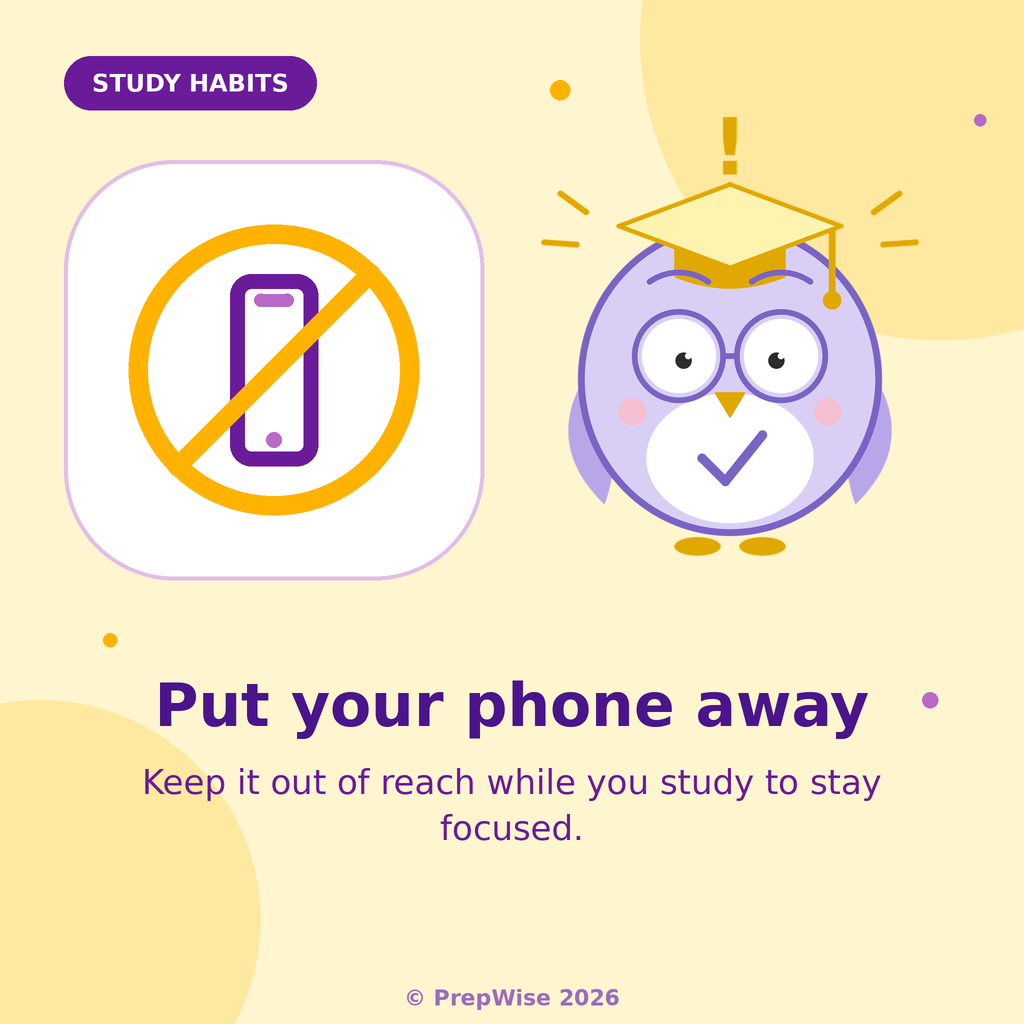 STUDY HABITS
!
Put your phone away
Keep it out of reach while you study to stay
focused.
© PrepWise 2026